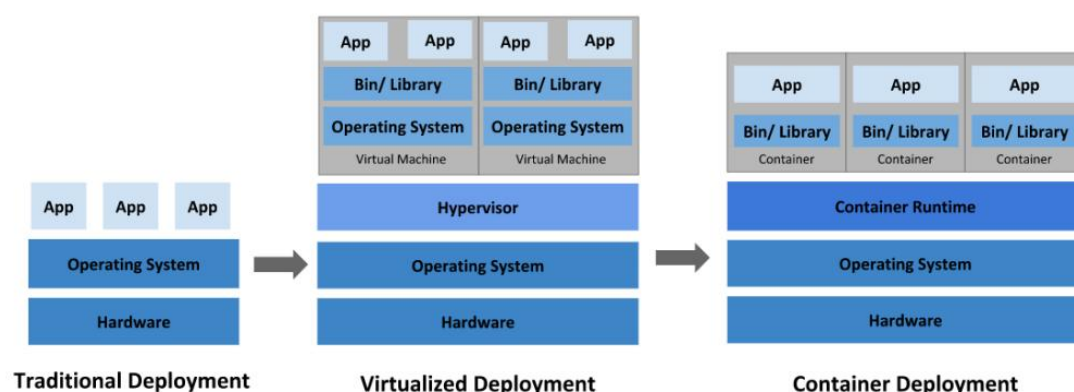 App App App
Operating System
Hardware
Traditional Deployment
App App App App
Bin/ Library Bin/ Library
Operating System Operating System
Virtual Machine Virtual Machine
Hypervisor
Operating System
Hardware
Virtualized Deployment
App App App
Bin/ Library Bin/ Library Bin/ Library
Container Container Container
Container Runtime
Operating System
Hardware
Container Deployment